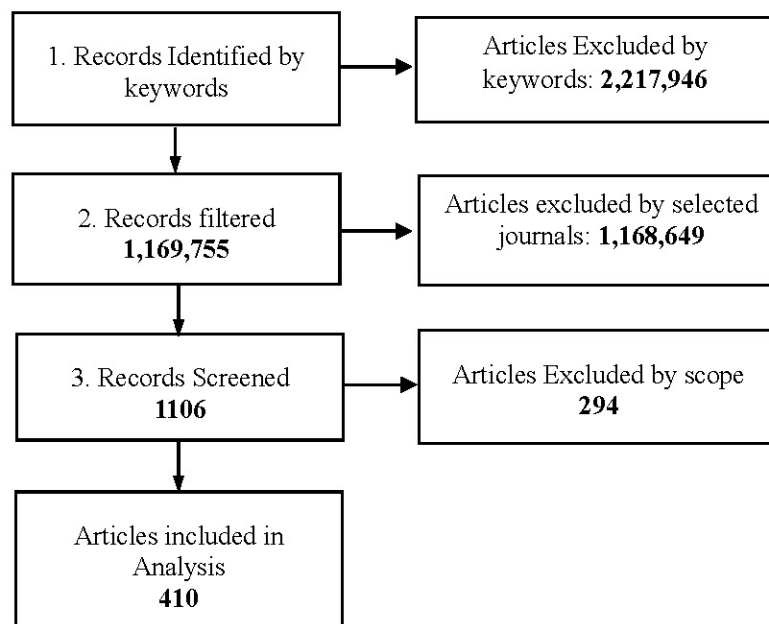 1. Records Identified by
keywords
Articles Excluded by
keywords: 2,217,946
2. Records filtered
1,169,755
Articles excluded by selected
journals: 1,168,649
3. Records Screened
1106
Articles Excluded by scope
294
Articles included in
Analysis
410